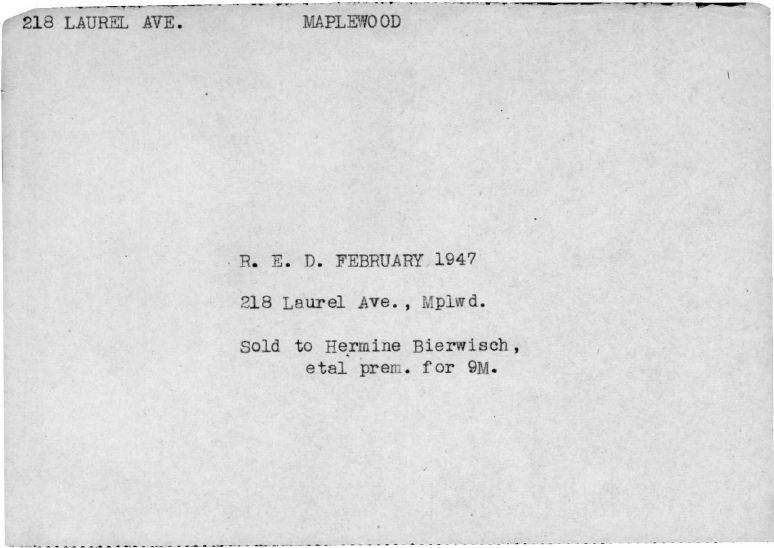 218 LAUREL AVE. MAPLEWOOD
R. E. D. FEBRUARY 1947
218 Laurel Ave., Mplwd.
Sold to Hermine Bierwisch,
etal prem. for 9M.